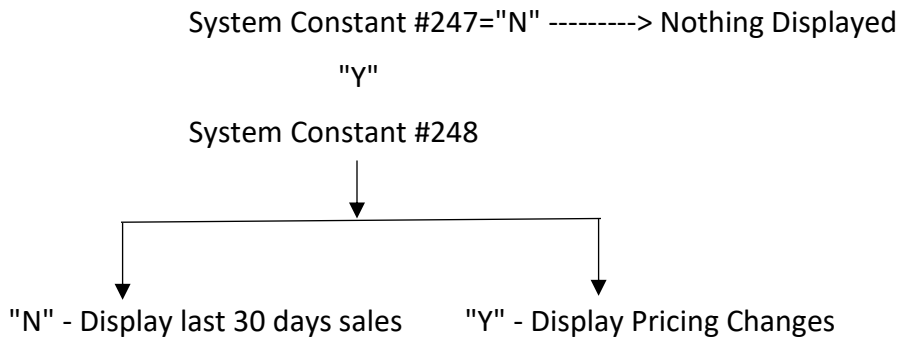 System Constant #247="N" ---------> Nothing Displayed
"Y"
System Constant #248
"N" - Display last 30 days sales "Y" - Display Pricing Changes